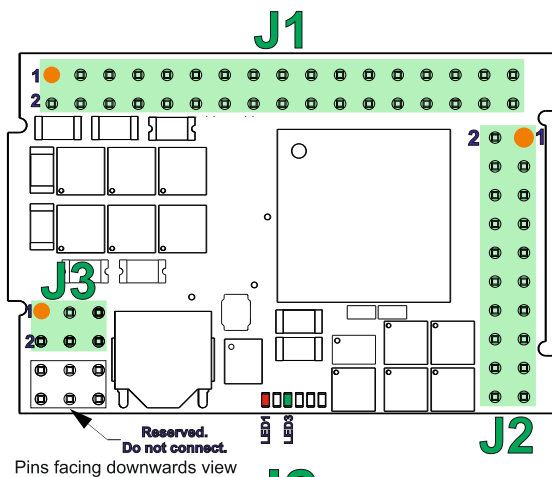 J1
1
2
2 1
J3
1
2
LED1
LED3
J2
Reserved.
Do not connect.
Pins facing downwards view